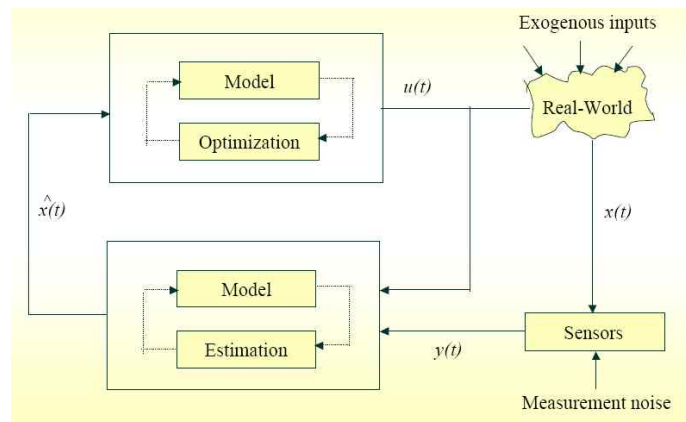 Exogenous inputs
Model
u(t)
Real-World
Optimization
x̂(t)
x(t)
Model
Sensors
Estimation
y(t)
Measurement noise